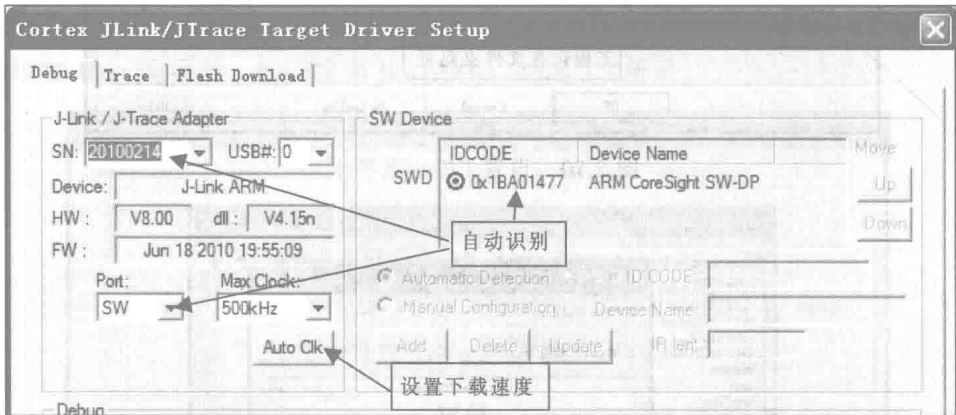 Cortex JLink/JTrace Target Driver Setup
Debug Trace Flash Download
J-Link / J-Trace Adapter
SN: 20100214 USB#: 0
Device: J-Link ARM
HW : V8.00 dll : V4.15n
FW : Jun 18 2010 19:55:09
Port: Max Clock:
SW 500kHz
Auto Clk
SW Device
IDCODE Device Name
SWD 0x1BA01477 ARM CoreSight SW-DP
Move
Up
Down
自动识别
Automatic Detection ID CODE
Manual Configuration Device Name
Add Delete Update IR len:
设置下载速度
Debug